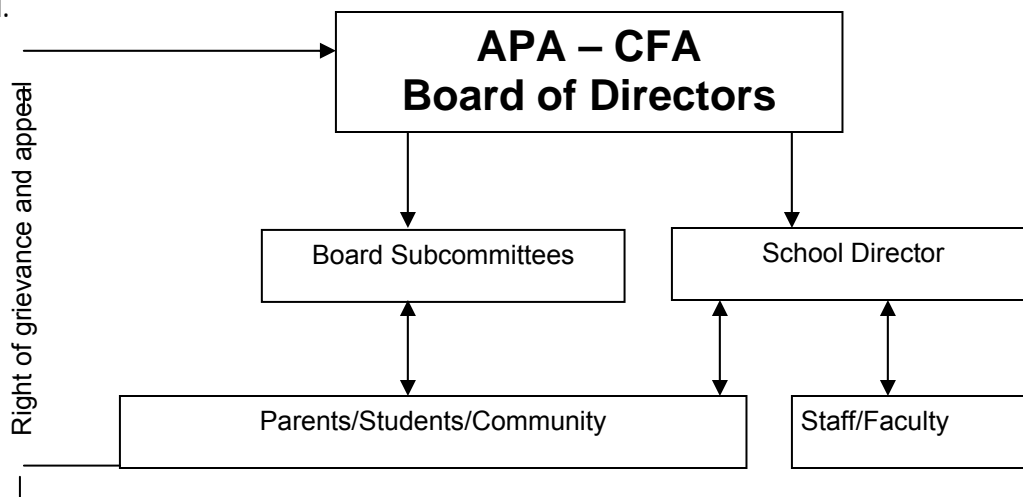 APA – CFA
Board of Directors
Right of grievance and appeal
Board Subcommittees
School Director
Parents/Students/Community
Staff/Faculty